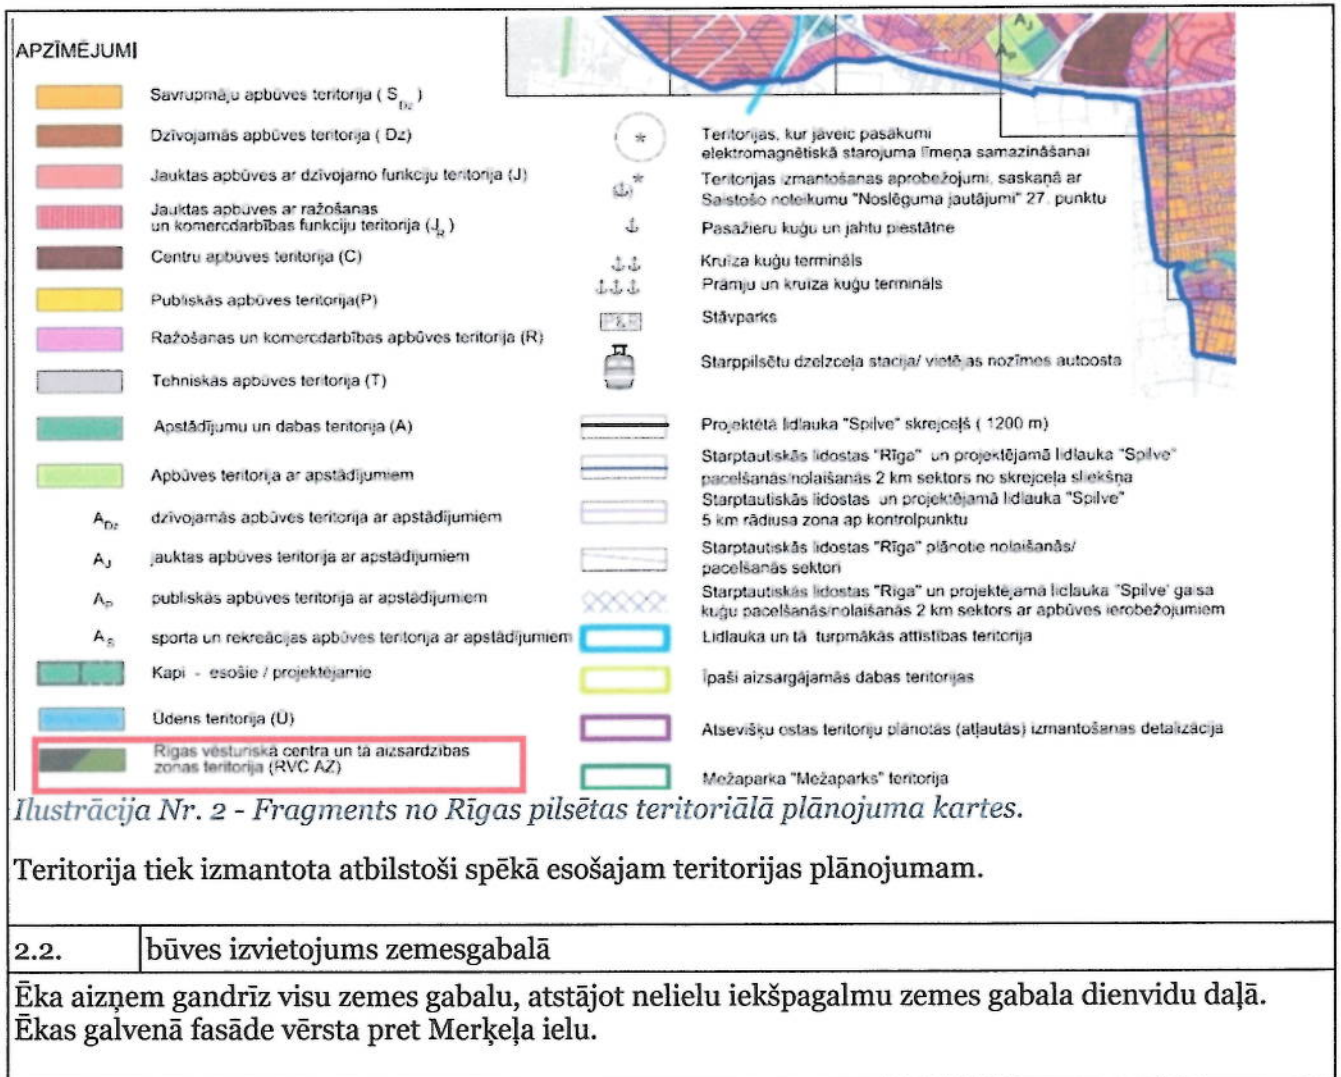 APZĪMĒJUMI
Savrupmāju apbūves teritorija ( S Dz )
Dzīvojamās apbūves teritorija ( Dz)
Jauktas apbūves ar dzīvojamo funkciju teritorija (J)
Jauktas apbūves ar ražošanas
un komercdarbības funkciju teritorija (J R )
Centru apbūves teritorija (C)
Publiskās apbūves teritorija(P)
Ražošanas un komercdarbības apbūves teritorija (R)
Tehniskās apbūves teritorija (T)
Apstādījumu un dabas teritorija (A)
Apbūves teritorija ar apstādījumiem
A Dz dzīvojamās apbūves teritorija ar apstādījumiem
A J jauktas apbūves teritorija ar apstādījumiem
A P publiskās apbūves teritorija ar apstādījumiem
A S sporta un rekreācijas apbūves teritorija ar apstādījumiem
Kapi - esošie / projektējamie
Ūdens teritorija (Ū)
Rīgas vēsturiskā centra un tā aizsardzības
zonas teritorija (RVC AZ)
A J
A P
Teritorijas, kur jāveic pasākumi
elektromagnētiskā starojuma līmeņa samazināšanai
Teritorijas izmantošanas aprobežojumi, saskaņā ar
Saistošo noteikumu "Noslēguma jautājumi" 27. punktu
Pasažieru kuģu un jahtu piestātne
Kruīza kuģu termināls
Prāmju un kruīza kuģu termināls
Stāvparks
Starppilsētu dzelzceļa stacija/ vietējas nozīmes autoosta
Projektētā lidlauka "Spilve" skrejceļš ( 1200 m)
Starptautiskās lidostas "Rīga" un projektējamā lidlauka "Spilve"
pacelšanās/nolaišanās 2 km sektors no skrejceļa sliekšņa
Starptautiskās lidostas un projektējamā lidlauka "Spilve"
5 km rādiusa zona ap kontrolpunktu
Starptautiskās lidostas "Rīga" plānotie nolaišanās/
pacelšanās sektori
Starptautiskās lidostas "Rīga" un projektējamā lidlauka "Spilve' gaisa
kuģu pacelšanās/nolaišanās 2 km sektors ar apbūves ierobežojumiem
Lidlauka un tā turpmākās attīstības teritorija
Īpaši aizsargājamās dabas teritorijas
Atsevišķu ostas teritoriju plānotās (atļautās) izmantošanas detalizācija
Mežaparka "Mežaparks" teritorija
Ilustrācija Nr. 2 - Fragments no Rīgas pilsētas teritoriālā plānojuma kartes.
Teritorija tiek izmantota atbilstoši spēkā esošajam teritorijas plānojumam.
2.2. būves izvietojums zemesgabalā
Ēka aizņem gandrīz visu zemes gabalu, atstājot nelielu iekšpagalmu zemes gabala dienvidu daļā.
Ēkas galvenā fasāde vērsta pret Merķeļa ielu.